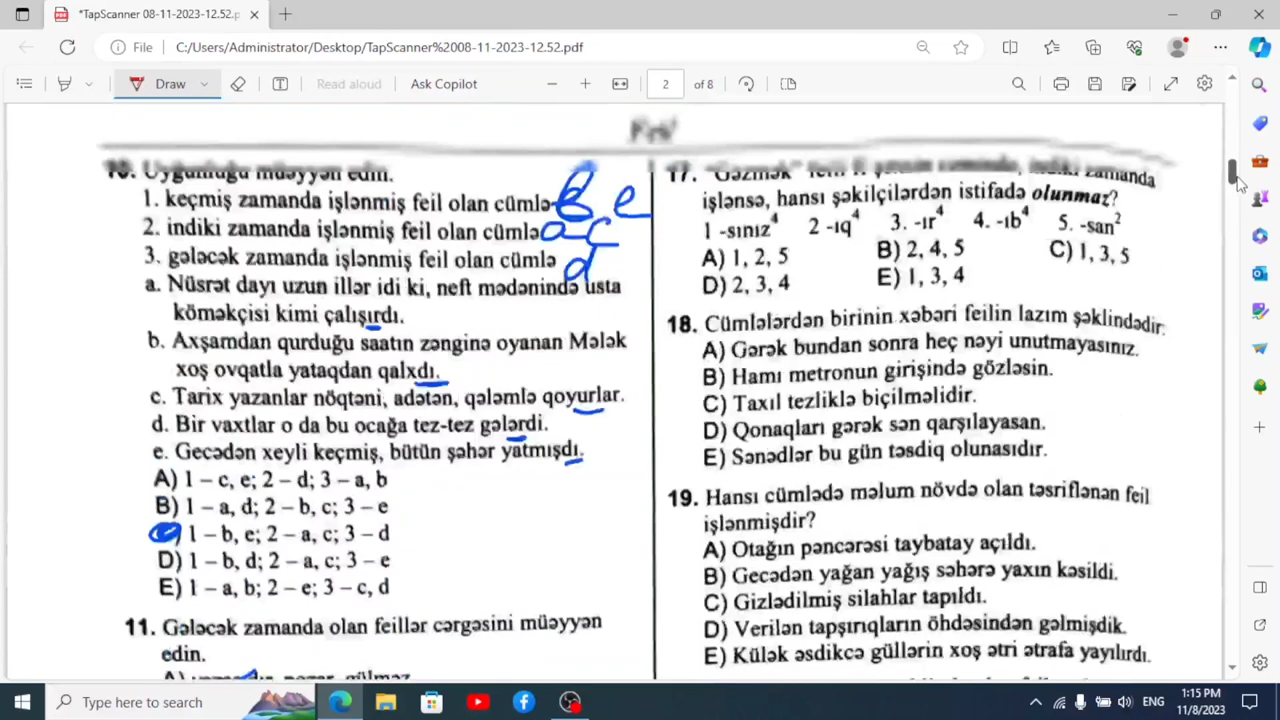 *TapScanner 08-11-2023-12.52.p
File
C:/Users/Administrator/Desktop/TapScanner%2008-11-2023-12.52.pdf
Draw
Read aloud
Ask Copilot
2
of 8
Feil
10. Uyğunluğu müəyyən edin.
1. keçmiş zamanda işlənmiş feil olan cümlə b, e
2. indiki zamanda işlənmiş feil olan cümlə a-c
3. gələcək zamanda işlənmiş feil olan cümlə d
a. Nüsrət dayı uzun illər idi ki, neft mədənində usta
köməkçisi kimi çalışırdı.
b. Axşamdan qurduğu saatın zənginə oyanan Mələk
xoş ovqatla yataqdan qalxdı.
c. Tarix yazanlar nöqtəni, adətən, qələmlə qoyurlar.
d. Bir vaxtlar o da bu ocağa tez-tez gələrdi.
e. Gecədən xeyli keçmiş, bütün şəhər yatmışdı.
A) 1 – c, e; 2 – d; 3 – a, b
B) 1 – a, d; 2 – b, c; 3 – e
1 – b, e; 2 – a, c; 3 – d
D) 1 – b, d; 2 – a, c; 3 – e
E) 1 – a, b; 2 – e; 3 – c, d
11. Gələcək zamanda olan feillər cərgəsini müəyyən
edin.
17. "Gəzmək" feili II şəxsin cəmində, indiki zamanda
işlənsə, hansı şəkilçilərdən istifadə olunmaz?
1 -sınız⁴ 2 -ıq⁴ 3. -ır⁴ 4. -ıb⁴ 5. -san²
A) 1, 2, 5 B) 2, 4, 5 C) 1, 3, 5
D) 2, 3, 4 E) 1, 3, 4
18. Cümlələrdən birinin xəbəri feilin lazım şəklindədir.
A) Gərək bundan sonra heç nəyi unutmayasınız.
B) Hamı metronun girişində gözləsin.
C) Taxıl tezliklə biçilməlidir.
D) Qonaqları gərək sən qarşılayasan.
E) Sənədlər bu gün təsdiq olunasıdır.
19. Hansı cümlədə məlum növdə olan təsriflənən feil
işlənmişdir?
A) Otağın pəncərəsi taybatay açıldı.
B) Gecədən yağan yağış səhərə yaxın kəsildi.
C) Gizlədilmiş silahlar tapıldı.
D) Verilən tapşırıqların öhdəsindən gəlmişdik.
E) Külək əsdikcə güllərin xoş ətri ətrafa yayılırdı.
Type here to search
ENG
1:15 PM
11/8/2023